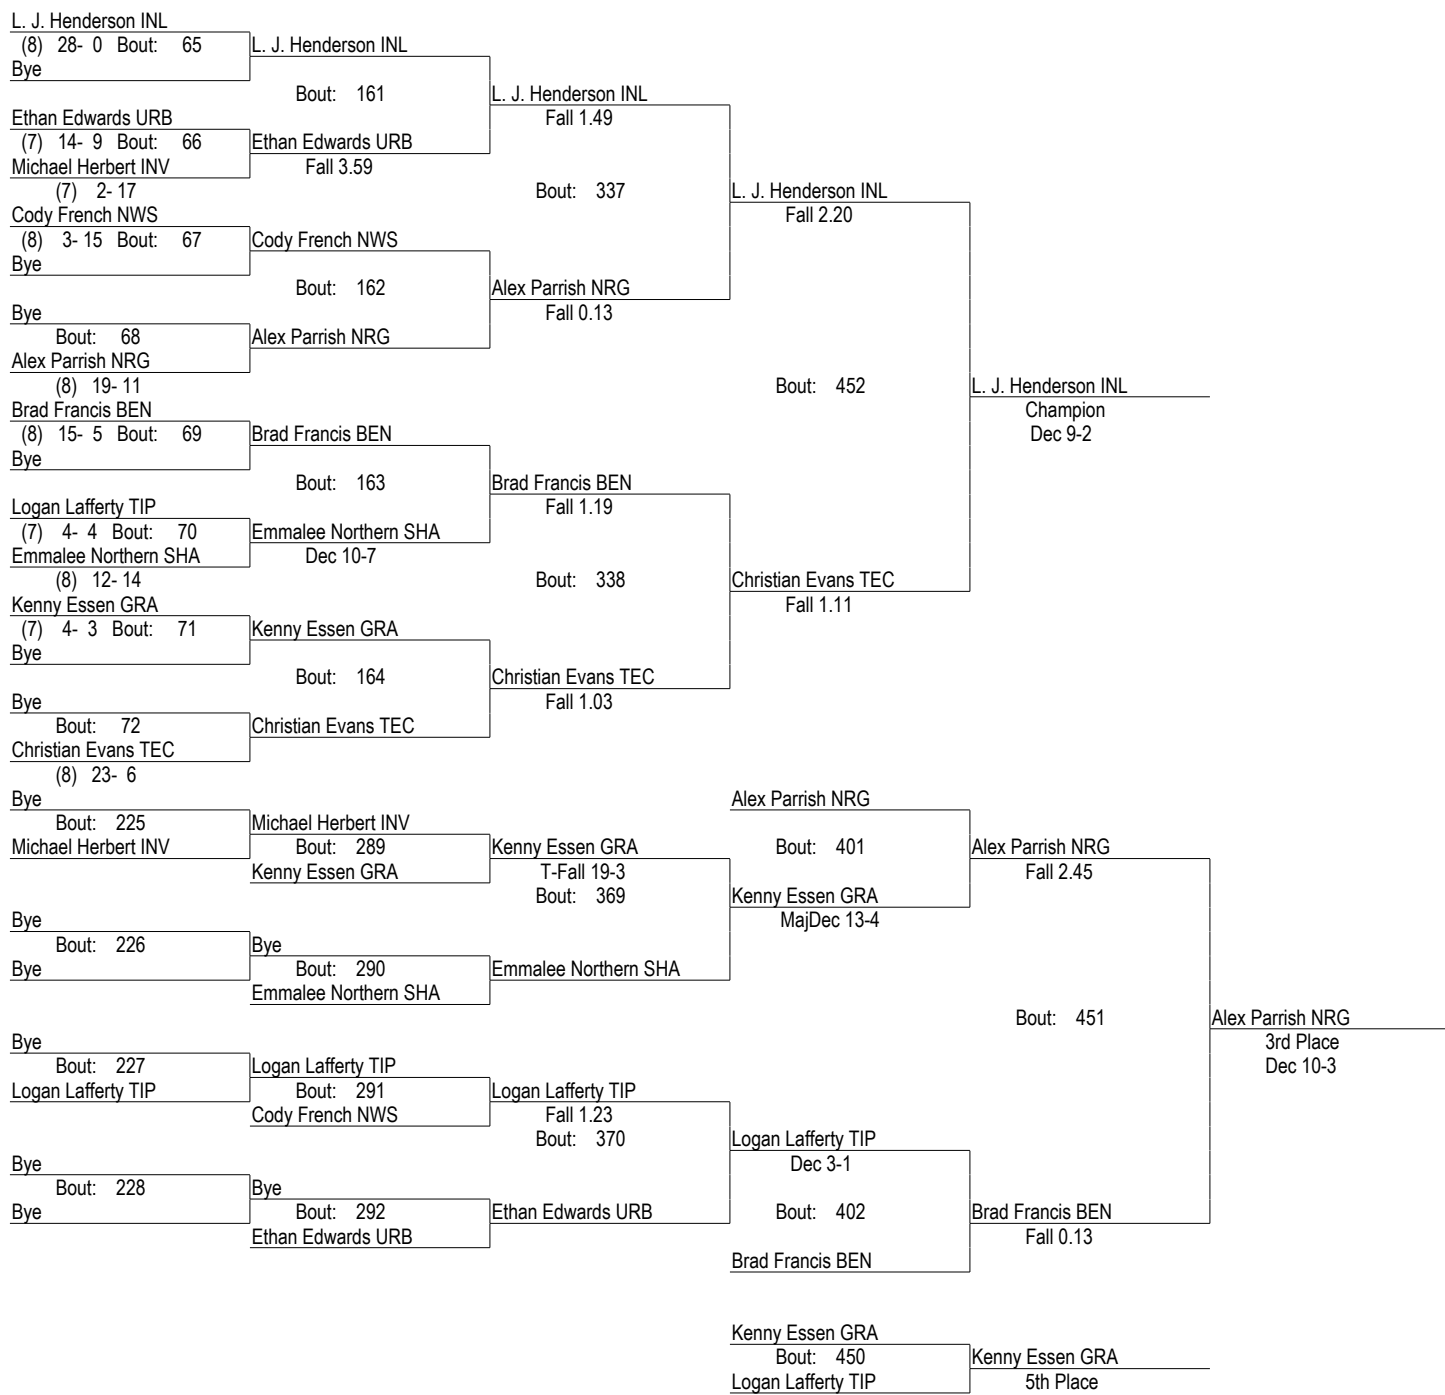 L. J. Henderson INL
(8) 28- 0 Bout: 65 L. J. Henderson INL
Bye
Bout: 161 L. J. Henderson INL
Ethan Edwards URB Fall 1.49
(7) 14- 9 Bout: 66 Ethan Edwards URB
Michael Herbert INV Fall 3.59
(7) 2- 17 Bout: 337 L. J. Henderson INL
Cody French NWS Fall 2.20
(8) 3- 15 Bout: 67 Cody French NWS
Bye
Bout: 162 Alex Parrish NRG
Bye Fall 0.13
Bout: 68 Alex Parrish NRG
Alex Parrish NRG
(8) 19- 11 Bout: 452 L. J. Henderson INL
Brad Francis BEN Champion
(8) 15- 5 Bout: 69 Brad Francis BEN Dec 9-2
Bye
Bout: 163 Brad Francis BEN
Logan Lafferty TIP Fall 1.19
(7) 4- 4 Bout: 70 Emmalee Northern SHA
Emmalee Northern SHA Dec 10-7
(8) 12- 14 Bout: 338 Christian Evans TEC
Kenny Essen GRA Fall 1.11
(7) 4- 3 Bout: 71 Kenny Essen GRA
Bye
Bout: 164 Christian Evans TEC
Bye Fall 1.03
Bout: 72 Christian Evans TEC
Christian Evans TEC
(8) 23- 6
Bye Alex Parrish NRG
Bout: 225 Michael Herbert INV
Michael Herbert INV Bout: 289 Kenny Essen GRA Bout: 401 Alex Parrish NRG
Kenny Essen GRA T-Fall 19-3 Fall 2.45
Bout: 369 Kenny Essen GRA
Bye MajDec 13-4
Bout: 226 Bye
Bye Bout: 290 Emmalee Northern SHA
Emmalee Northern SHA
Bout: 451 Alex Parrish NRG
Bye 3rd Place
Bout: 227 Logan Lafferty TIP Dec 10-3
Logan Lafferty TIP Bout: 291 Logan Lafferty TIP
Cody French NWS Fall 1.23
Bout: 370 Logan Lafferty TIP
Bye Dec 3-1
Bout: 228 Bye
Bye Bout: 292 Ethan Edwards URB Bout: 402 Brad Francis BEN
Ethan Edwards URB Fall 0.13
Brad Francis BEN
Kenny Essen GRA
Bout: 450 Kenny Essen GRA
Logan Lafferty TIP 5th Place